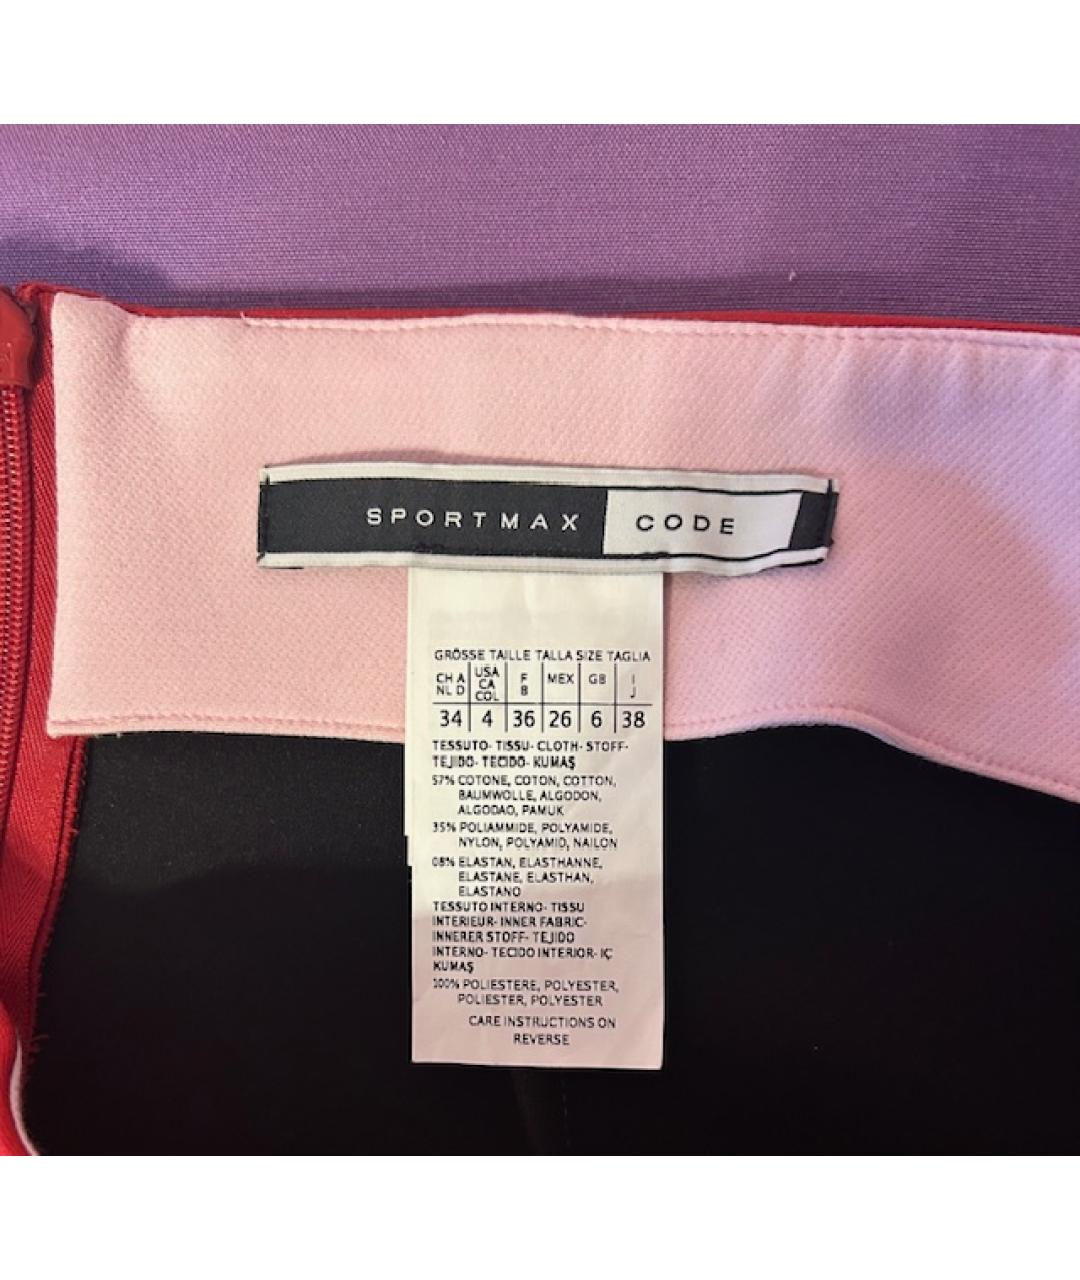 SPORTMAX CODE
GRÖSSE TAILLE TALLA SIZE TAGLIA
CH A NL D USA CA COL F B MEX GB I J
34 4 36 26 6 38
TESSUTO- TISSU- CLOTH- STOFF-
TEJIDO- TECIDO- KUMAŞ
57% COTONE, COTON, COTTON,
BAUMWOLLE, ALGODON,
ALGODAO, PAMUK
35% POLIAMMIDE, POLYAMIDE,
NYLON, POLYAMID, NAILON
08% ELASTAN, ELASTHANNE,
ELASTANE, ELASTHAN,
ELASTANO
TESSUTO INTERNO- TISSU
INTERIEUR- INNER FABRIC-
INNERER STOFF- TEJIDO
INTERNO- TECIDO INTERIOR- IÇ
KUMAŞ
100% POLIESTERE, POLYESTER,
POLIESTER, POLYESTER
CARE INSTRUCTIONS ON
REVERSE